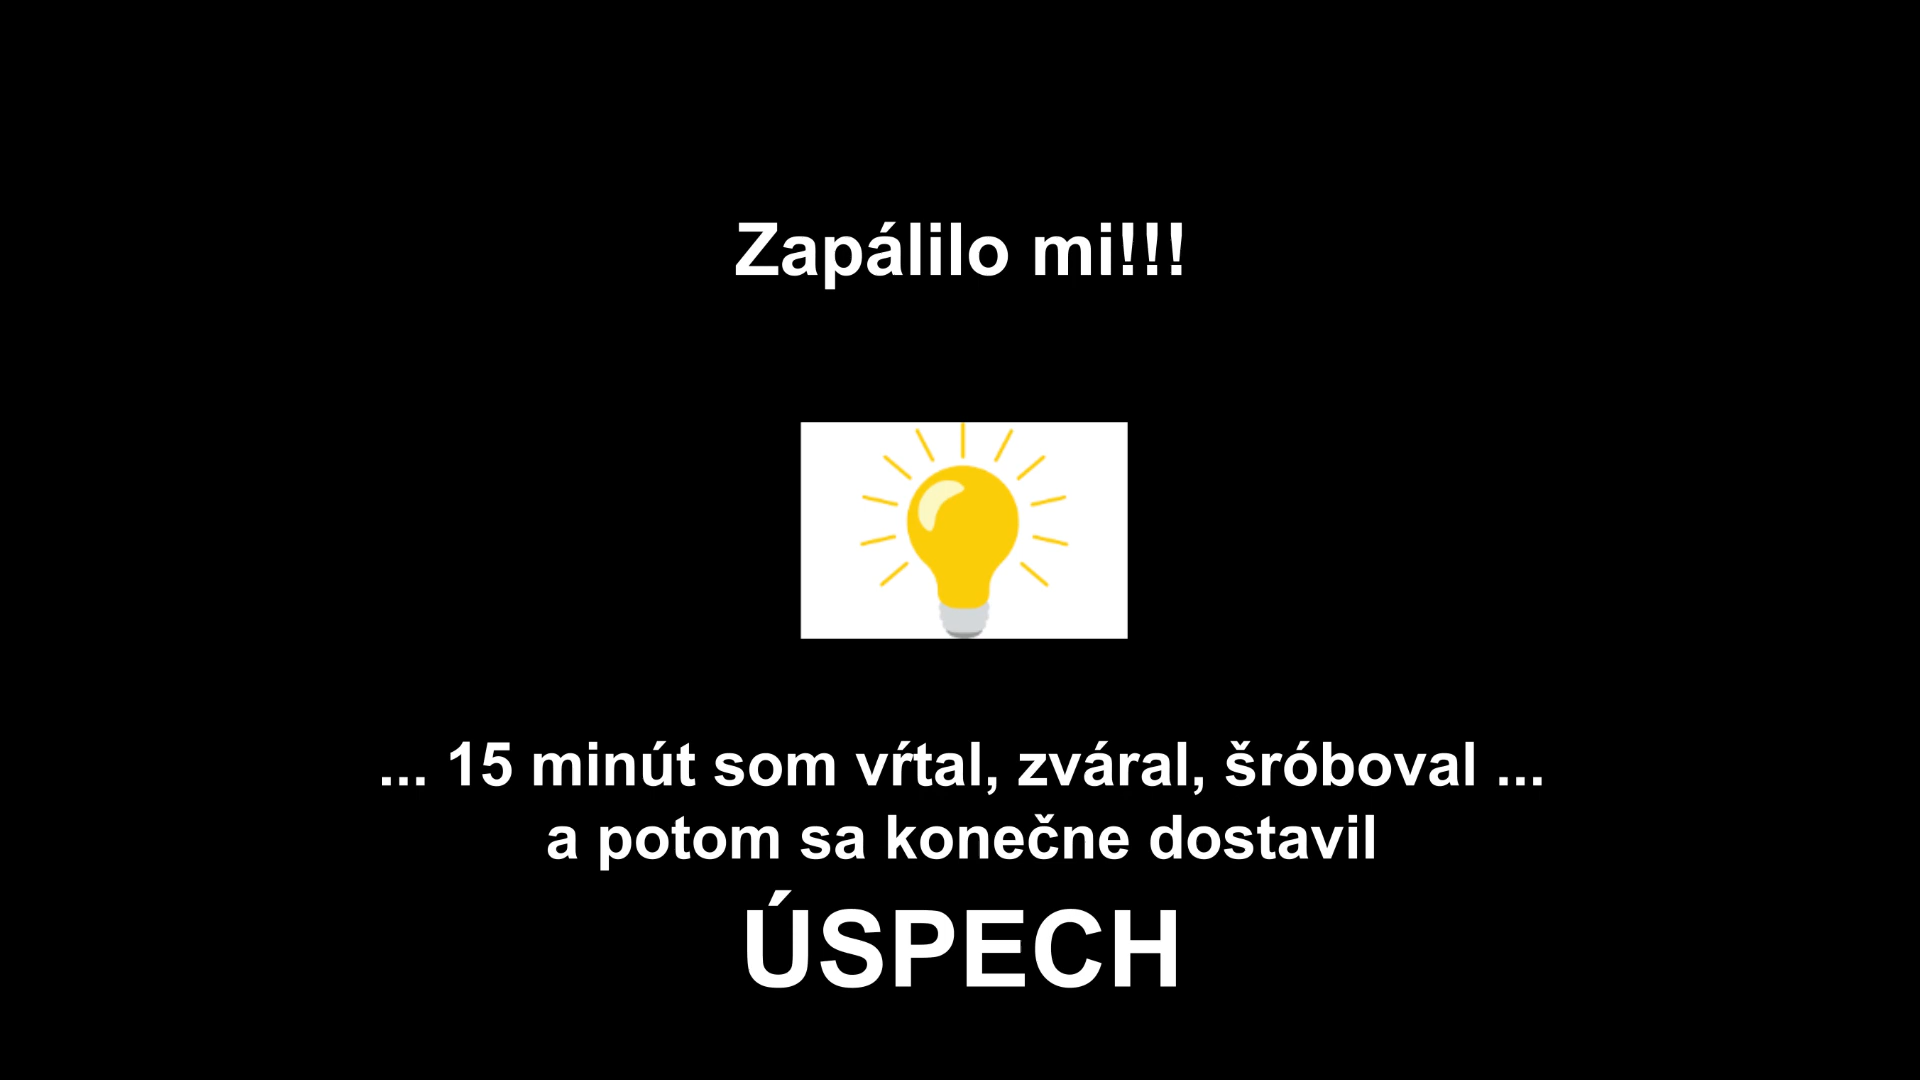 Zapálilo mi!!!
... 15 minút som vŕtal, zváral, šróboval ...
a potom sa konečne dostavil
ÚSPECH